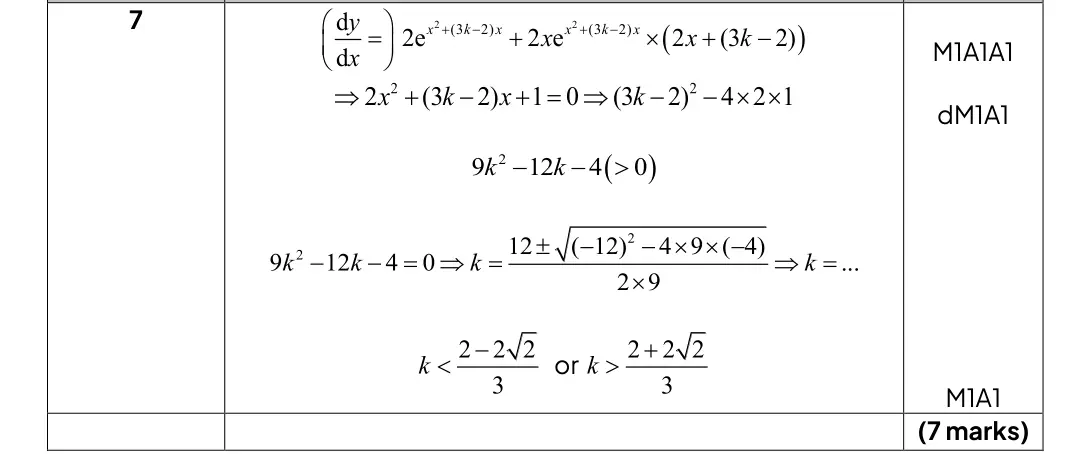 7
(dy/dx =) 2e^{x²+(3k−2)x} + 2xe^{x²+(3k−2)x} × (2x + (3k − 2))
M1A1A1
⇒ 2x² + (3k − 2)x + 1 = 0 ⇒ (3k − 2)² − 4 × 2 × 1
dM1A1
9k² − 12k − 4 (> 0)
9k² − 12k − 4 = 0 ⇒ k = (12 ± √((−12)² − 4 × 9 × (−4)))/(2 × 9) ⇒ k = ...
k < (2 − 2√2)/3 or k > (2 + 2√2)/3
M1A1
(7 marks)